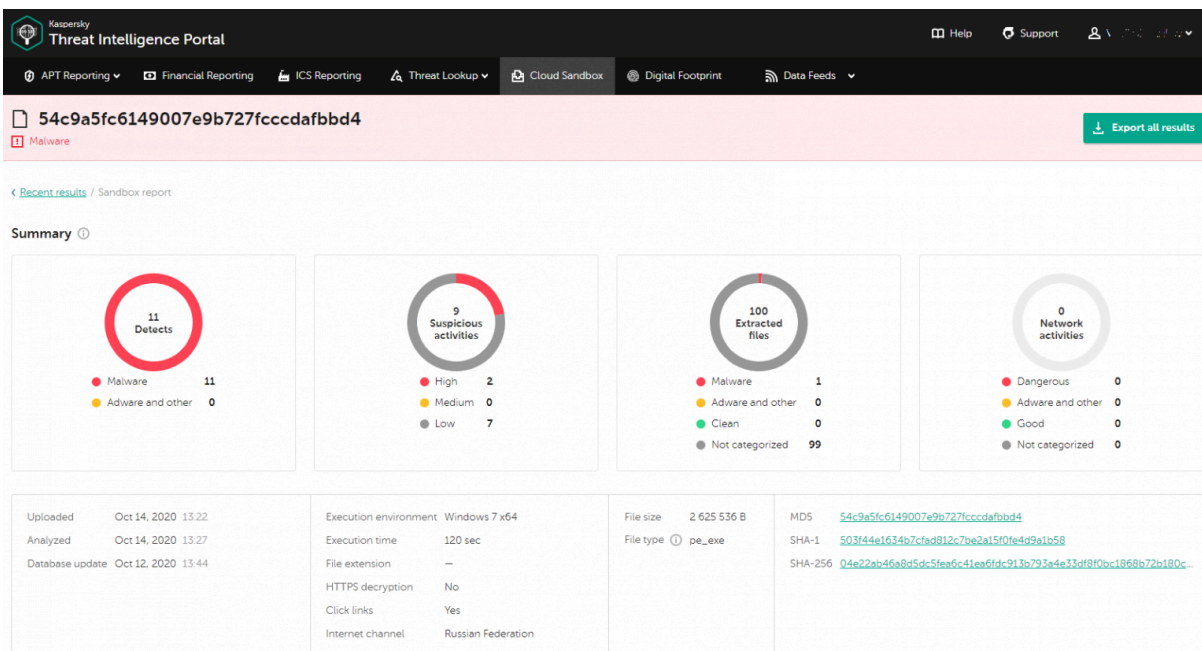 Kaspersky
Threat Intelligence Portal
Help
Support
APT Reporting
Financial Reporting
ICS Reporting
Threat Lookup
Cloud Sandbox
Digital Footprint
Data Feeds
54c9a5fc6149007e9b727fcccdafbbd4
Malware
Export all results
Recent results / Sandbox report
Summary
11
Detects
Malware 11
Adware and other 0
9
Suspicious
activities
High 2
Medium 0
Low 7
100
Extracted
files
Malware 1
Adware and other 0
Clean 0
Not categorized 99
0
Network
activities
Dangerous 0
Adware and other 0
Good 0
Not categorized 0
Uploaded Oct 14, 2020 13:22
Analyzed Oct 14, 2020 13:27
Database update Oct 12, 2020 13:44
Execution environment Windows 7 x64
Execution time 120 sec
File extension —
HTTPS decryption No
Click links Yes
Internet channel Russian Federation
File size 2 625 536 B
File type pe_exe
MD5 54c9a5fc6149007e9b727fcccdafbbd4
SHA-1 503f44e1634b7cfad812c7be2a15f0fe4d9a1b58
SHA-256 04e22ab46a8d5dc5fea6c41ea6fdc913b793a4e33df8f0bc1868b72b180c...